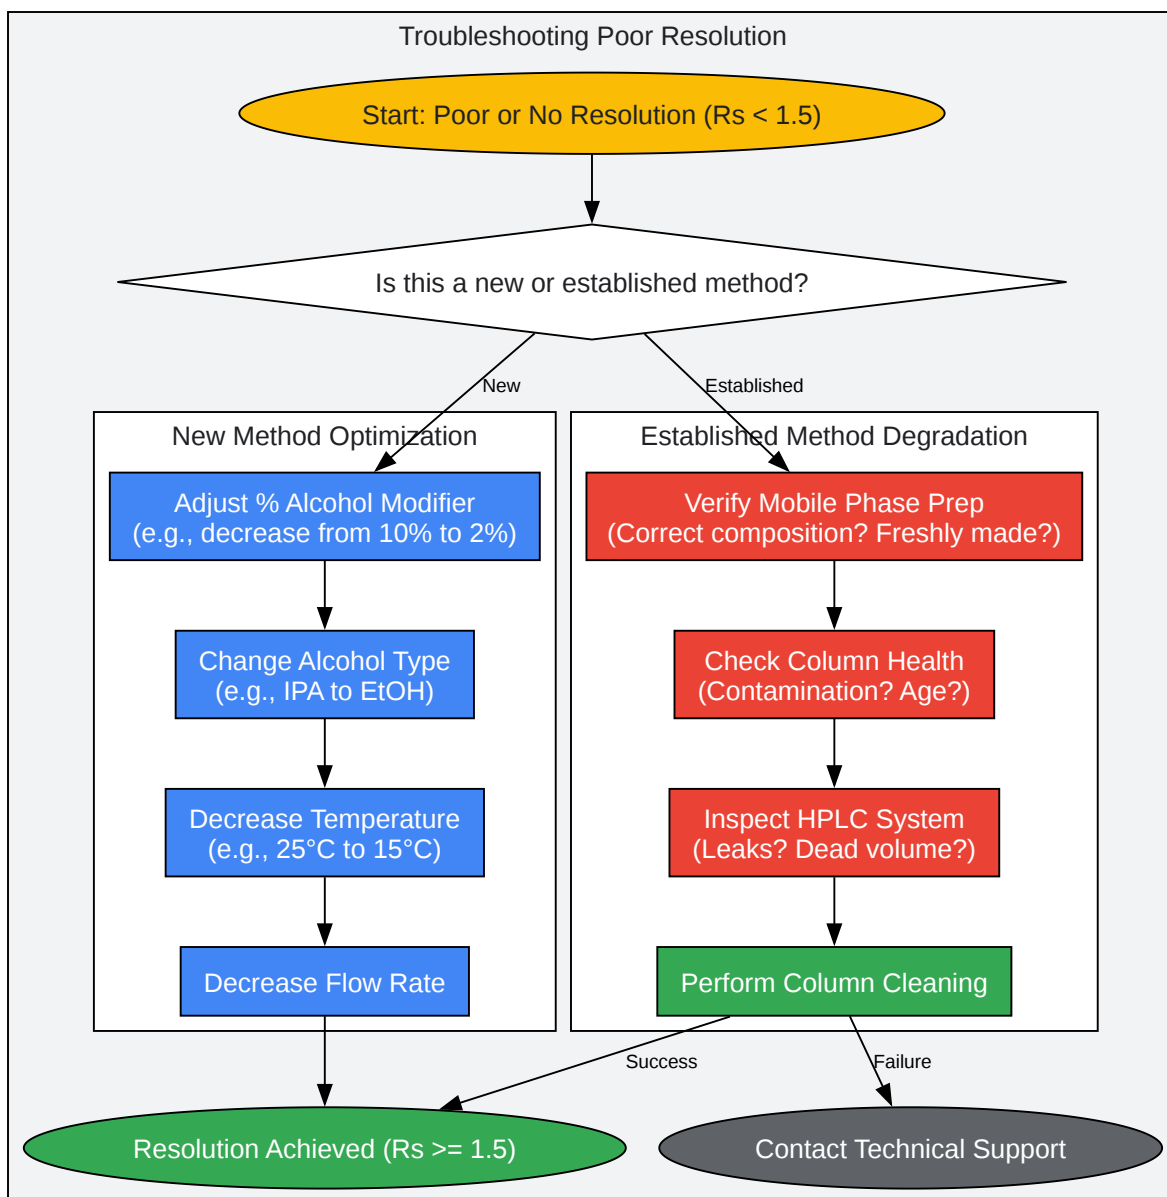 Troubleshooting Poor Resolution
Start: Poor or No Resolution (Rs < 1.5)
Is this a new or established method?
New
Established
New Method Optimization
Adjust % Alcohol Modifier
(e.g., decrease from 10% to 2%)
Change Alcohol Type
(e.g., IPA to EtOH)
Decrease Temperature
(e.g., 25°C to 15°C)
Decrease Flow Rate
Established Method Degradation
Verify Mobile Phase Prep
(Correct composition? Freshly made?)
Check Column Health
(Contamination? Age?)
Inspect HPLC System
(Leaks? Dead volume?)
Perform Column Cleaning
Success
Failure
Resolution Achieved (Rs >= 1.5)
Contact Technical Support